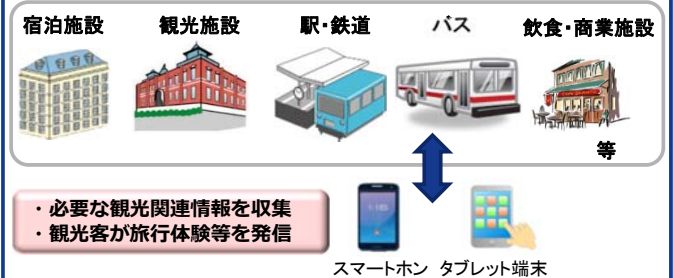 宿泊施設 観光施設 駅・鉄道 バス 飲食・商業施設
等
・必要な観光関連情報を収集
・観光客が旅行体験等を発信
スマートホン タブレット端末